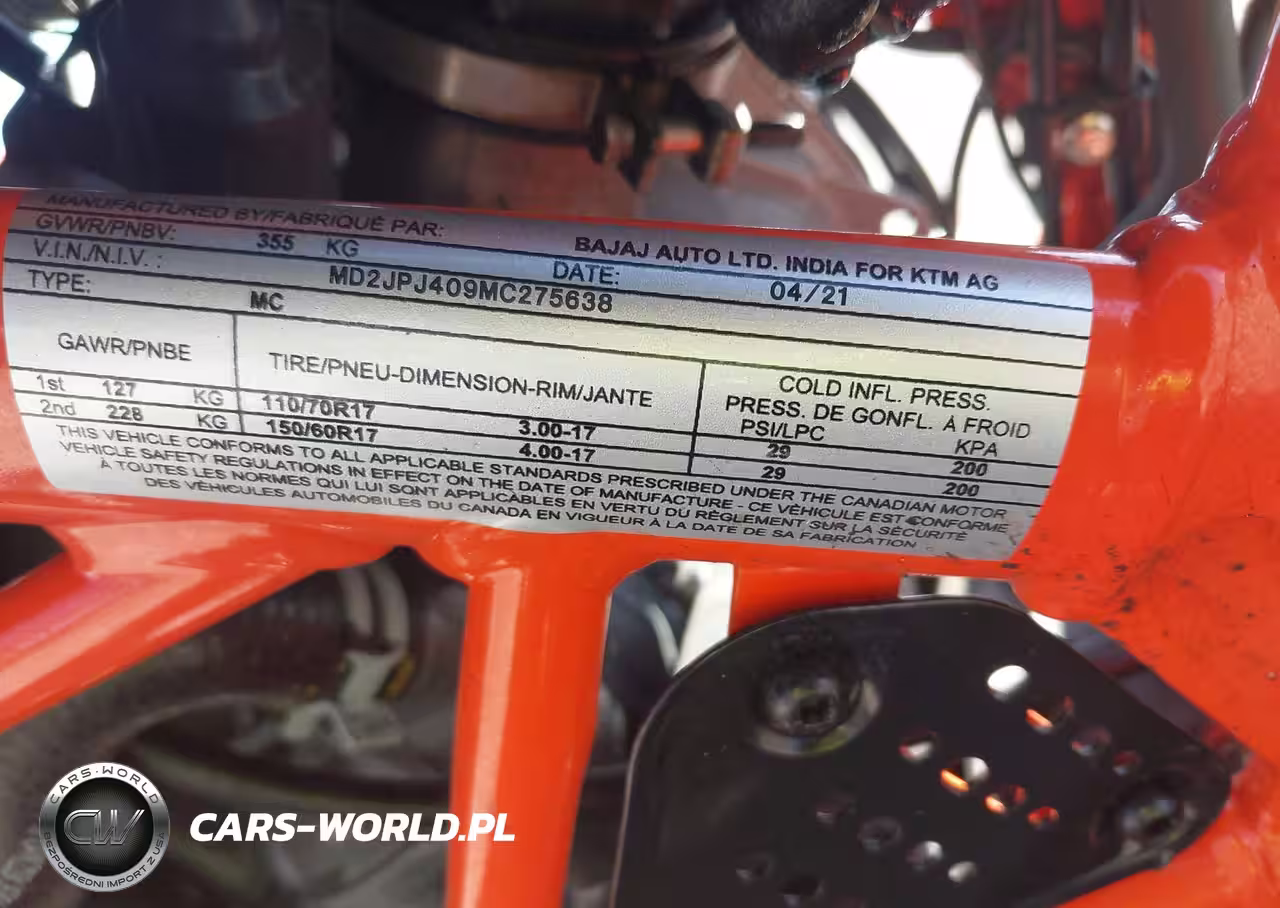 MANUFACTURED BY/FABRIQUÉ PAR: BAJAJ AUTO LTD. INDIA FOR KTM AG
GVWR/PNBV: 355 KG DATE: 04/21
V.I.N./N.I.V. : MD2JPJ409MC275638
TYPE: MC
GAWR/PNBE TIRE/PNEU-DIMENSION-RIM/JANTE COLD INFL. PRESS.
PRESS. DE GONFL. À FROID
PSI/LPC KPA
1st 127 KG 110/70R17 3.00-17 29 200
2nd 228 KG 150/60R17 4.00-17 29 200
THIS VEHICLE CONFORMS TO ALL APPLICABLE STANDARDS PRESCRIBED UNDER THE CANADIAN MOTOR
VEHICLE SAFETY REGULATIONS IN EFFECT ON THE DATE OF MANUFACTURE - CE VÉHICULE EST CONFORME
À TOUTES LES NORMES QUI LUI SONT APPLICABLES EN VERTU DU RÈGLEMENT SUR LA SÉCURITÉ
DES VÉHICULES AUTOMOBILES DU CANADA EN VIGUEUR À LA DATE DE SA FABRICATION
CARS-WORLD
CW
BEZPOŚREDNI IMPORT Z USA
CARS-WORLD.PL